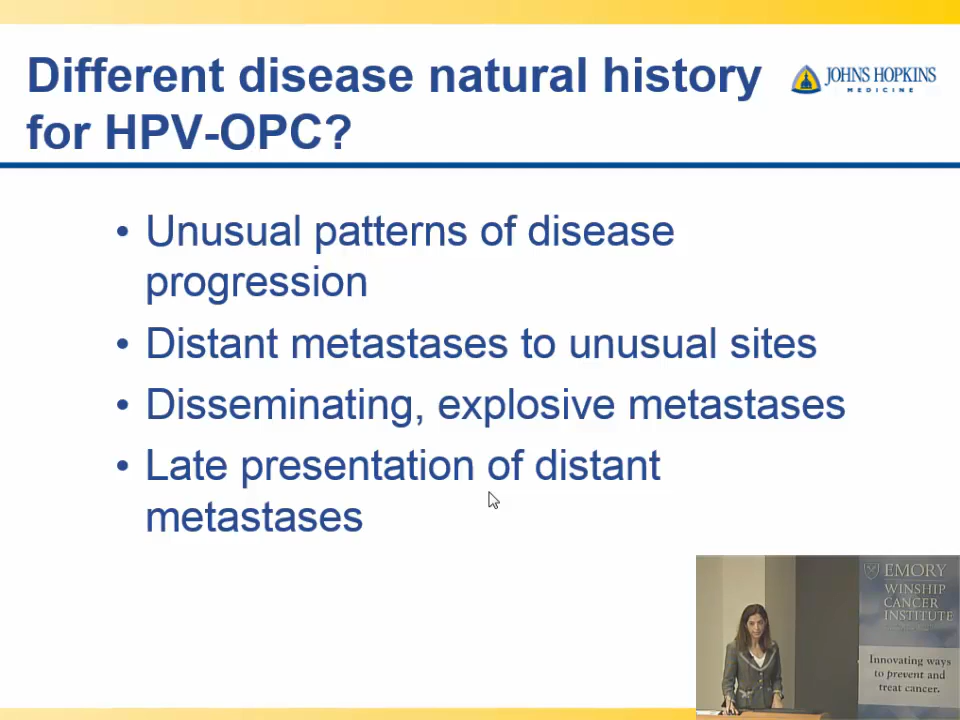 Different disease natural history
for HPV-OPC?
JOHNS HOPKINS
MEDICINE
• Unusual patterns of disease
progression
• Distant metastases to unusual sites
• Disseminating, explosive metastases
• Late presentation of distant
metastases
EMORY
WINSHIP
CANCER
INSTITUTE
Innovating ways
to prevent and
treat cancer.